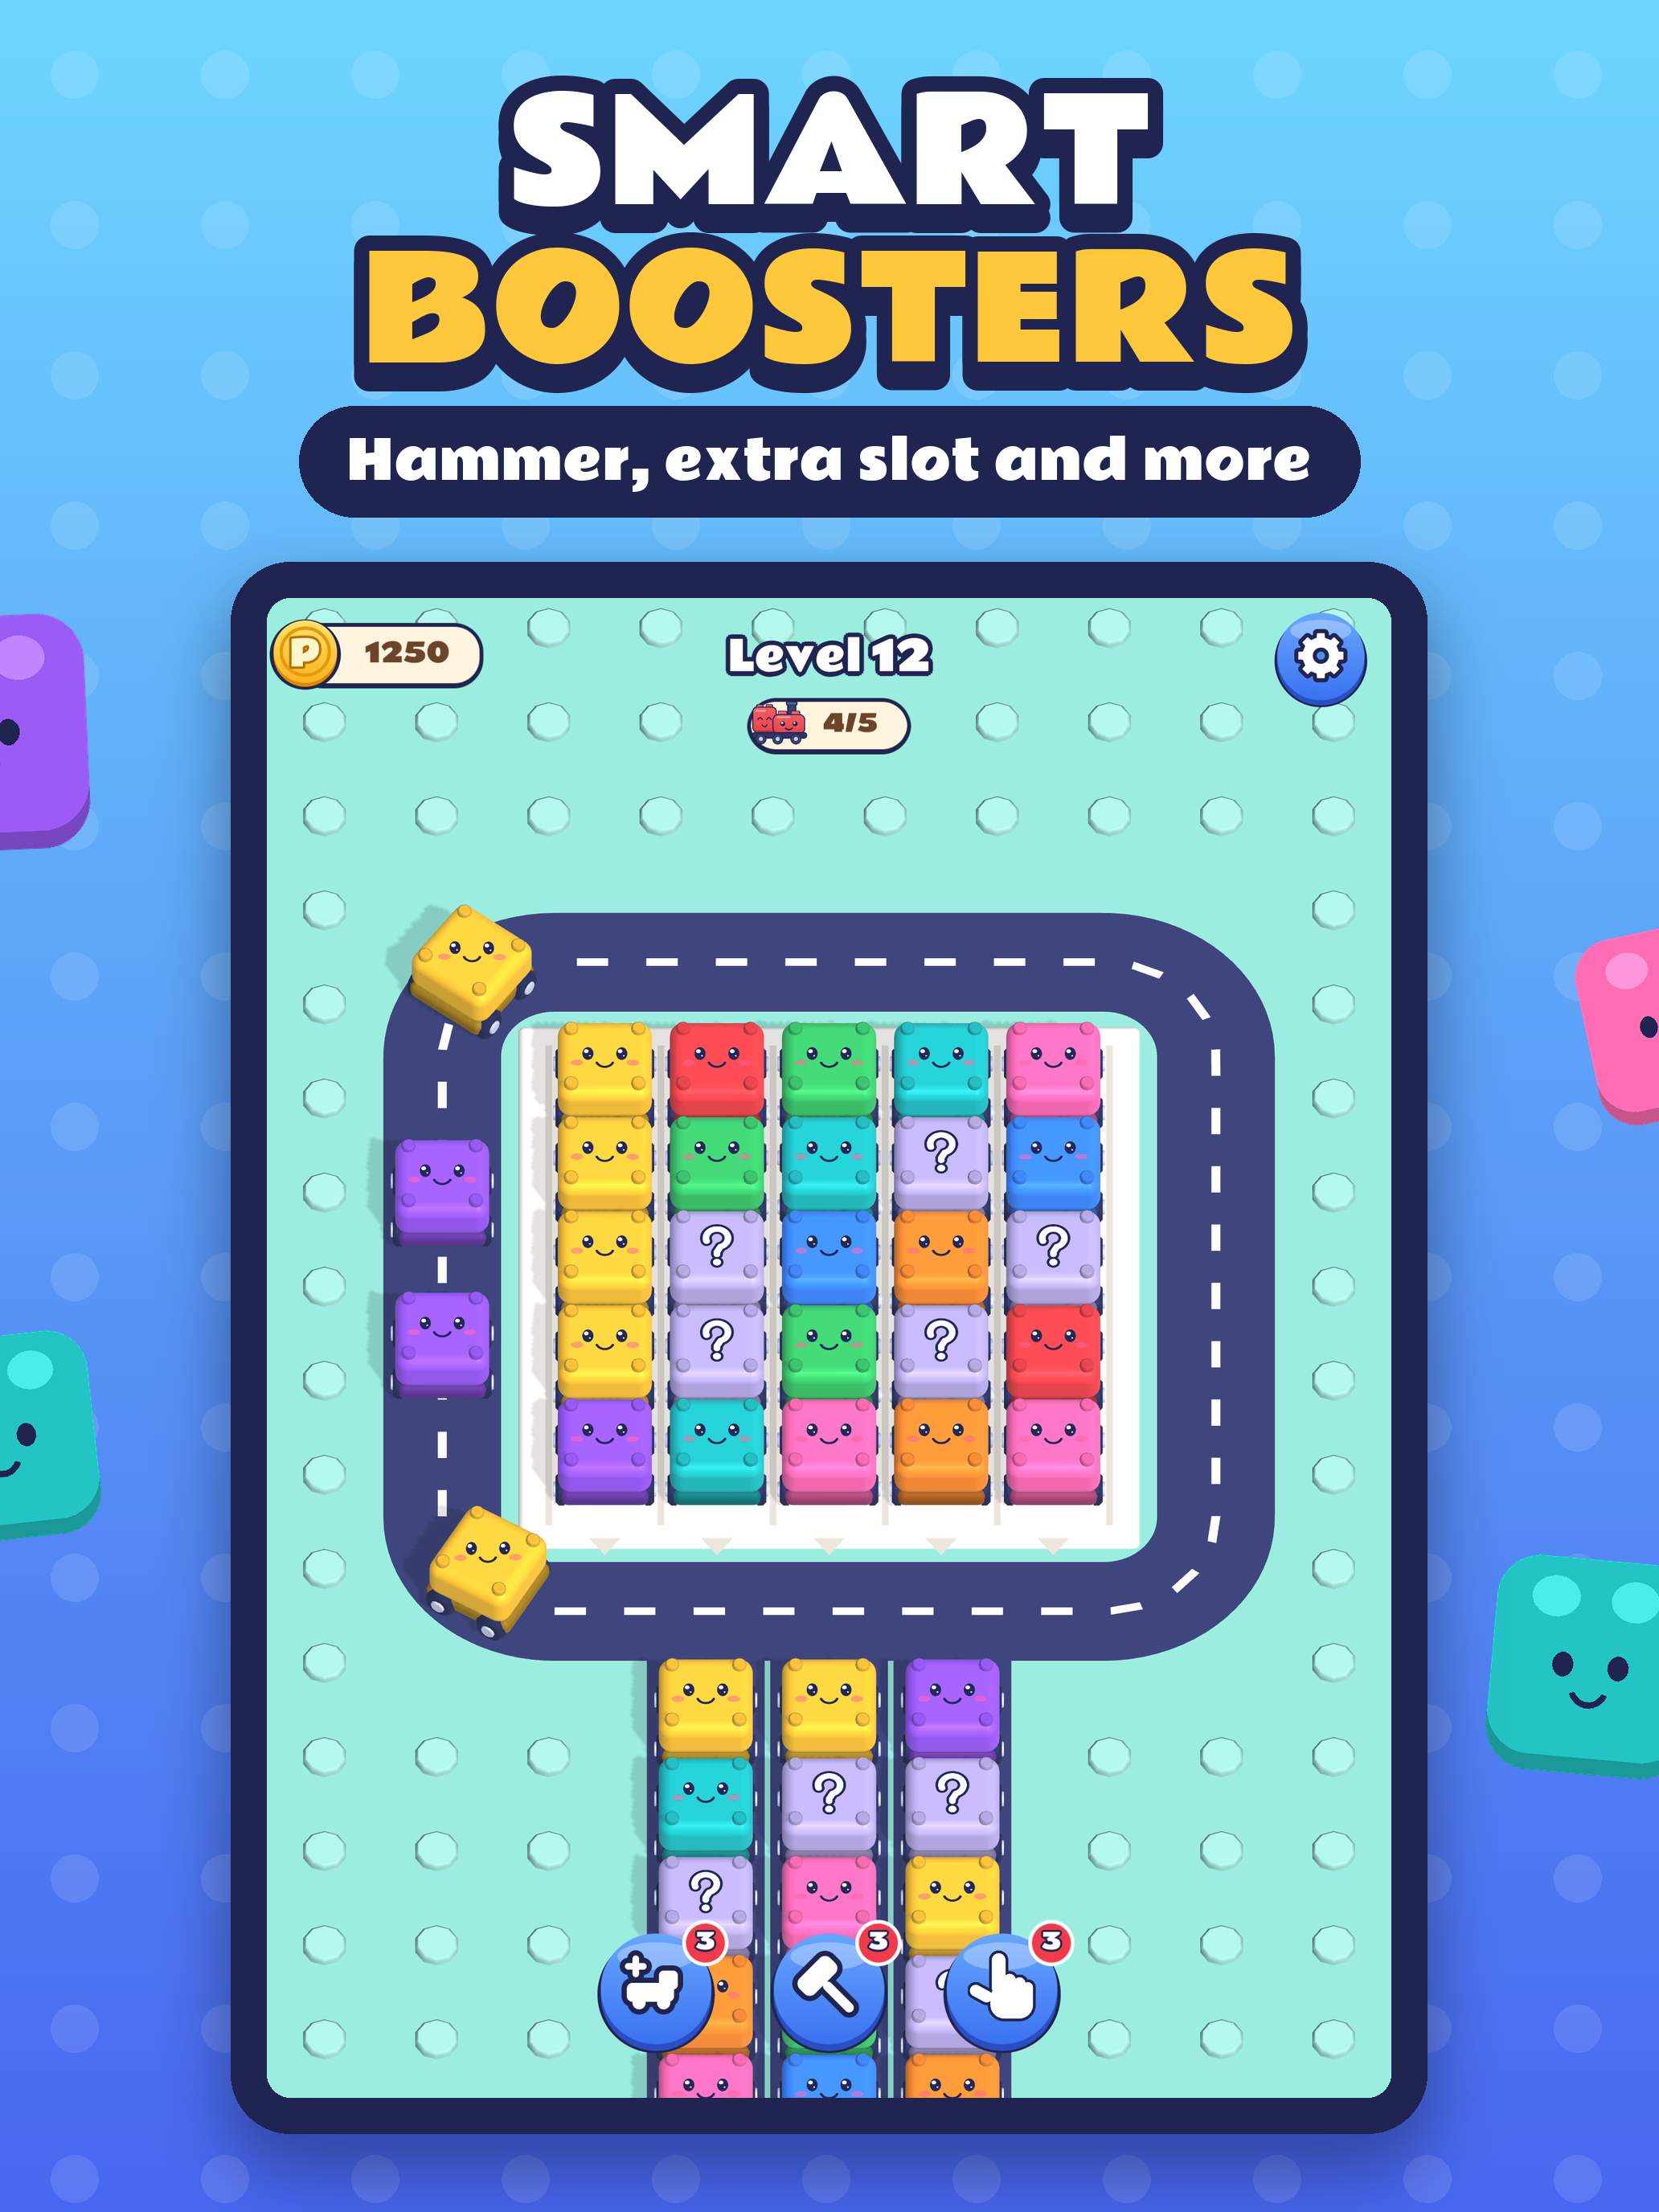 SMART
BOOSTERS
Hammer, extra slot and more
P 1250
Level 12
4/5
?
? ?
? ?
? ?
?
3 3 3